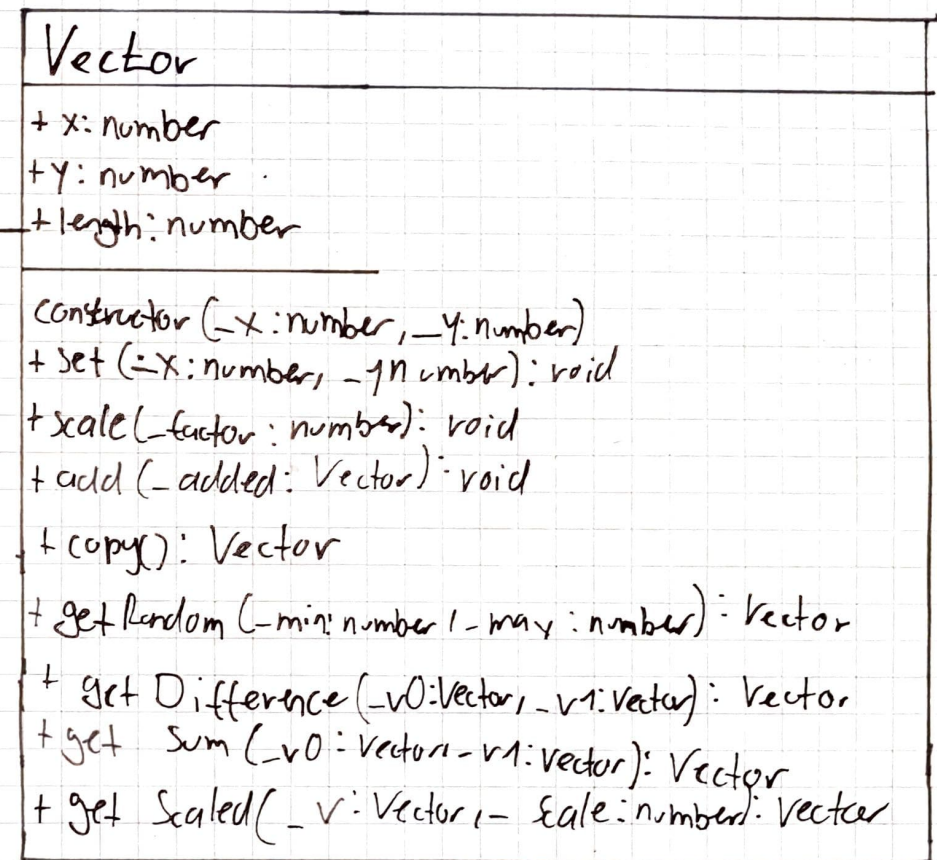 Vector
+ x: number
+ y: number
+ length: number
constructor (_x: number, _y: number)
+ set (_x: number, _y number): void
+ scale (_factor: number): void
+ add (_added: Vector): void
+ copy(): Vector
+ getRandom (_min: number, _max: number): Vector
+ get Difference (_v0: Vector, _v1: Vector): Vector
+ get Sum (_v0: Vector, _v1: Vector): Vector
+ get Scaled (_v: Vector, _scale: number): Vector